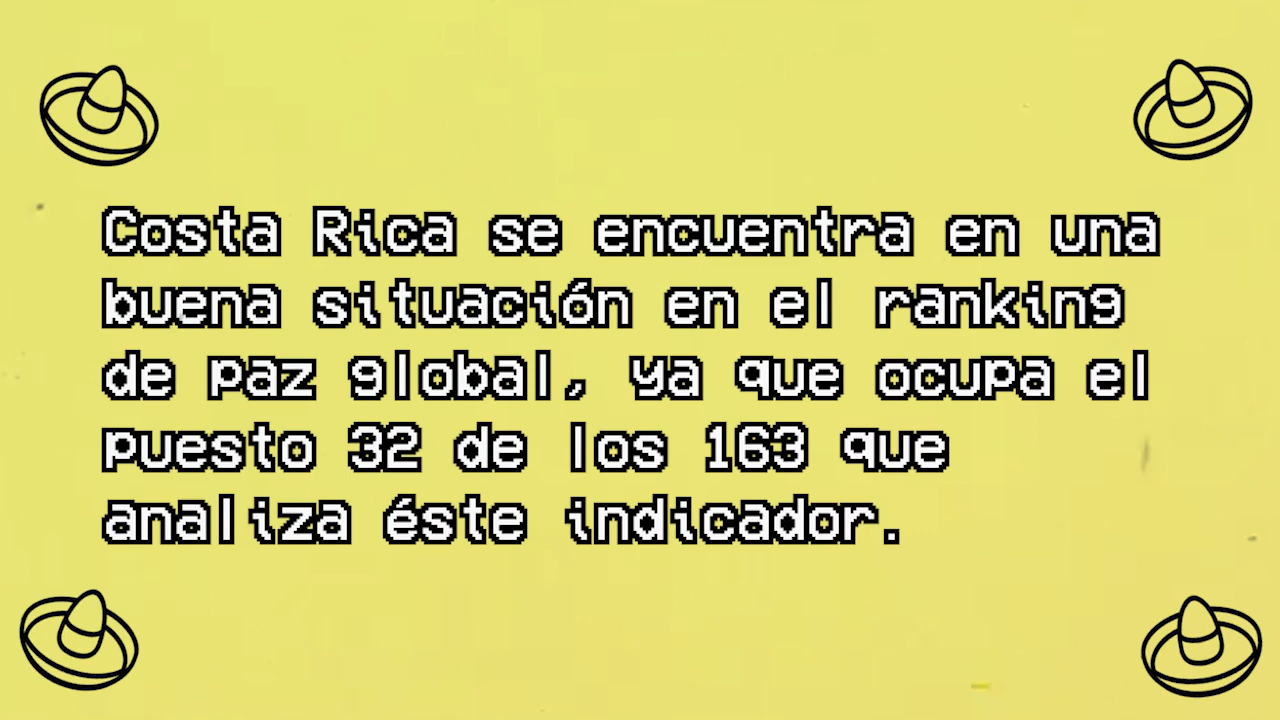 Costa Rica se encuentra en una
buena situación en el ranking
de paz global, ya que ocupa el
puesto 32 de los 163 que
analiza éste indicador.